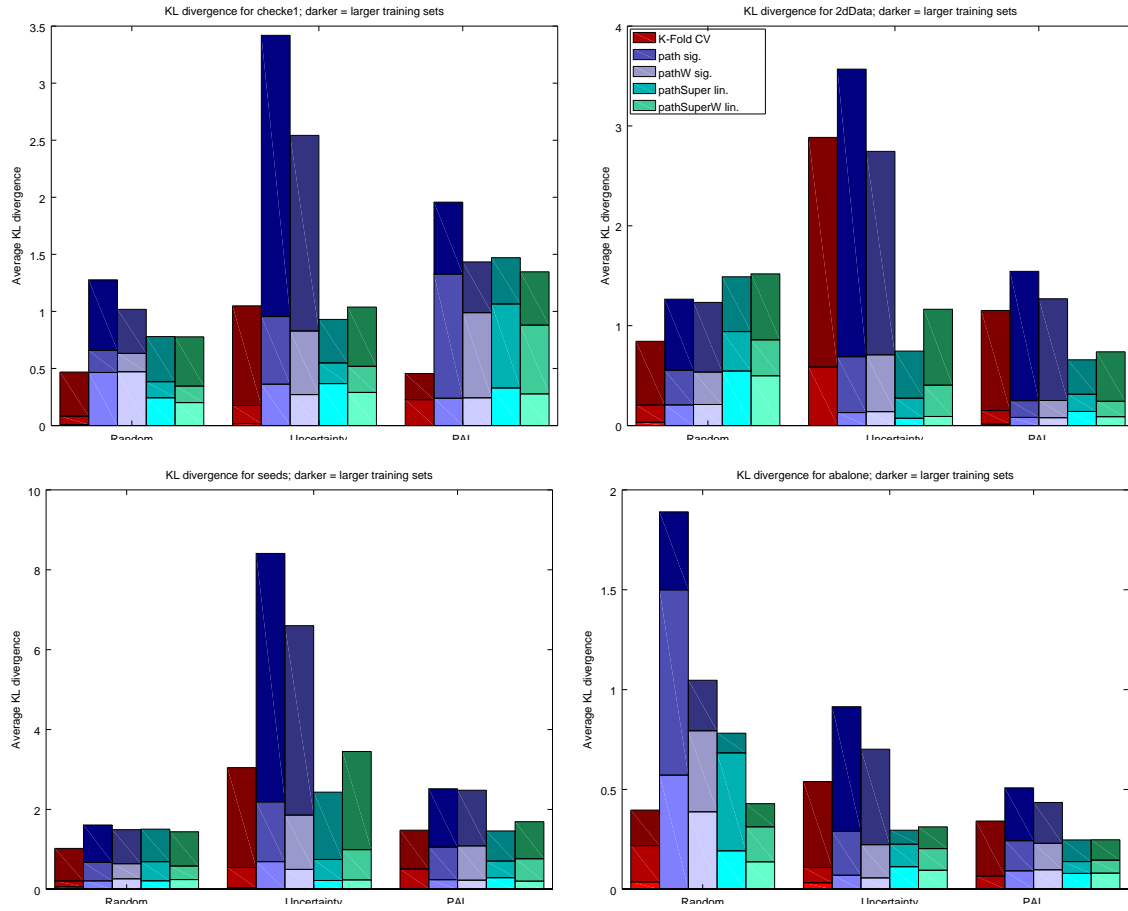 KL divergence for checke1; darker = larger training sets
3.5
3
2.5
2
1.5
1
0.5
0
Average KL divergence
Random
Uncertainty
PAL
KL divergence for 2dData; darker = larger training sets
4
3
2
1
0
Average KL divergence
K-Fold CV
path sig.
pathW sig.
pathSuper lin.
pathSuperW lin.
Random
Uncertainty
PAL
KL divergence for seeds; darker = larger training sets
10
8
6
4
2
0
Average KL divergence
Random
Uncertainty
PAL
KL divergence for abalone; darker = larger training sets
2
1.5
1
0.5
0
Average KL divergence
Random
Uncertainty
PAL